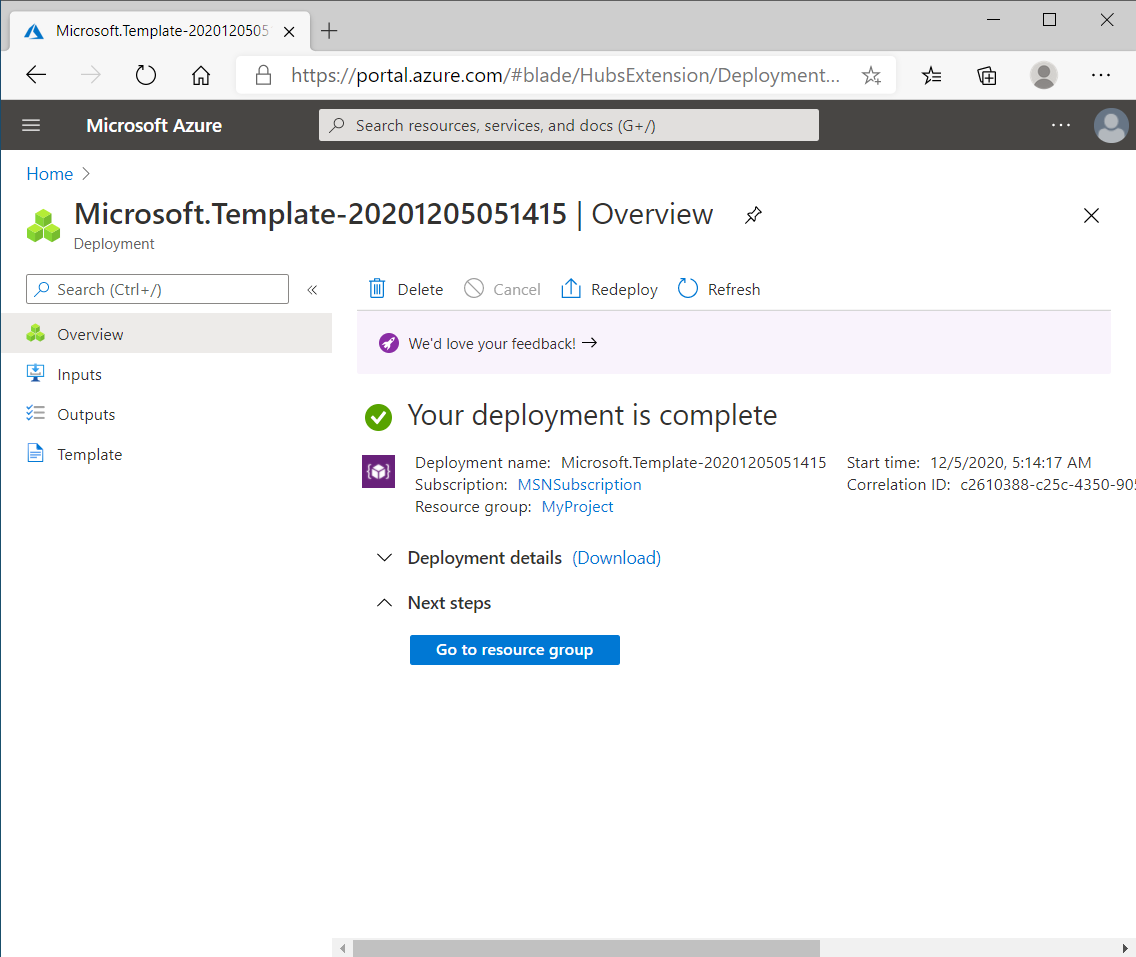 Microsoft.Template-2020120505
https://portal.azure.com/#blade/HubsExtension/Deployment...
Microsoft Azure
Search resources, services, and docs (G+/)
Home
Microsoft.Template-20201205051415 | Overview
Deployment
Search (Ctrl+/)
«
Overview
Inputs
Outputs
Template
Delete
Cancel
Redeploy
Refresh
We'd love your feedback! →
Your deployment is complete
Deployment name: Microsoft.Template-20201205051415
Subscription: MSNSubscription
Resource group: MyProject
Start time: 12/5/2020, 5:14:17 AM
Correlation ID: c2610388-c25c-4350-905
Deployment details (Download)
Next steps
Go to resource group